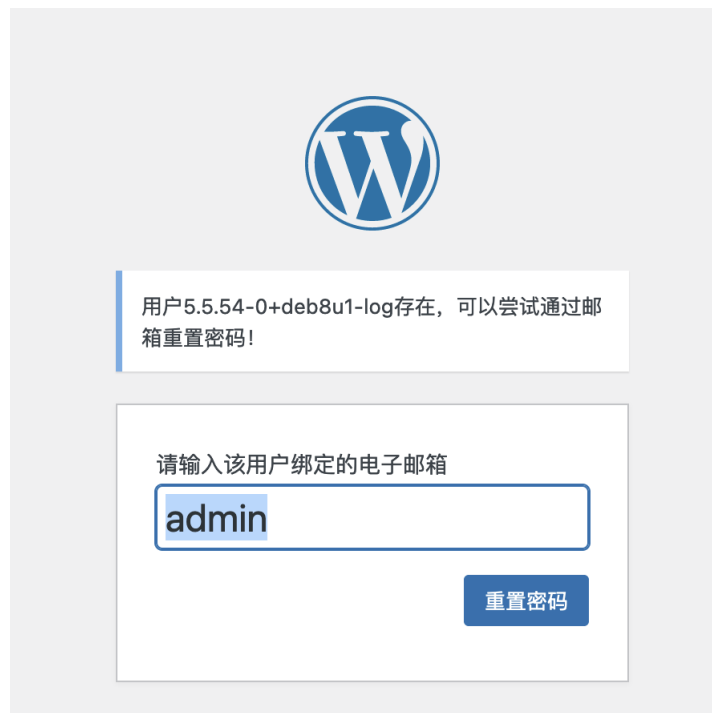 用户5.5.54-0+deb8u1-log存在，可以尝试通过邮
箱重置密码！
请输入该用户绑定的电子邮箱
admin
重置密码